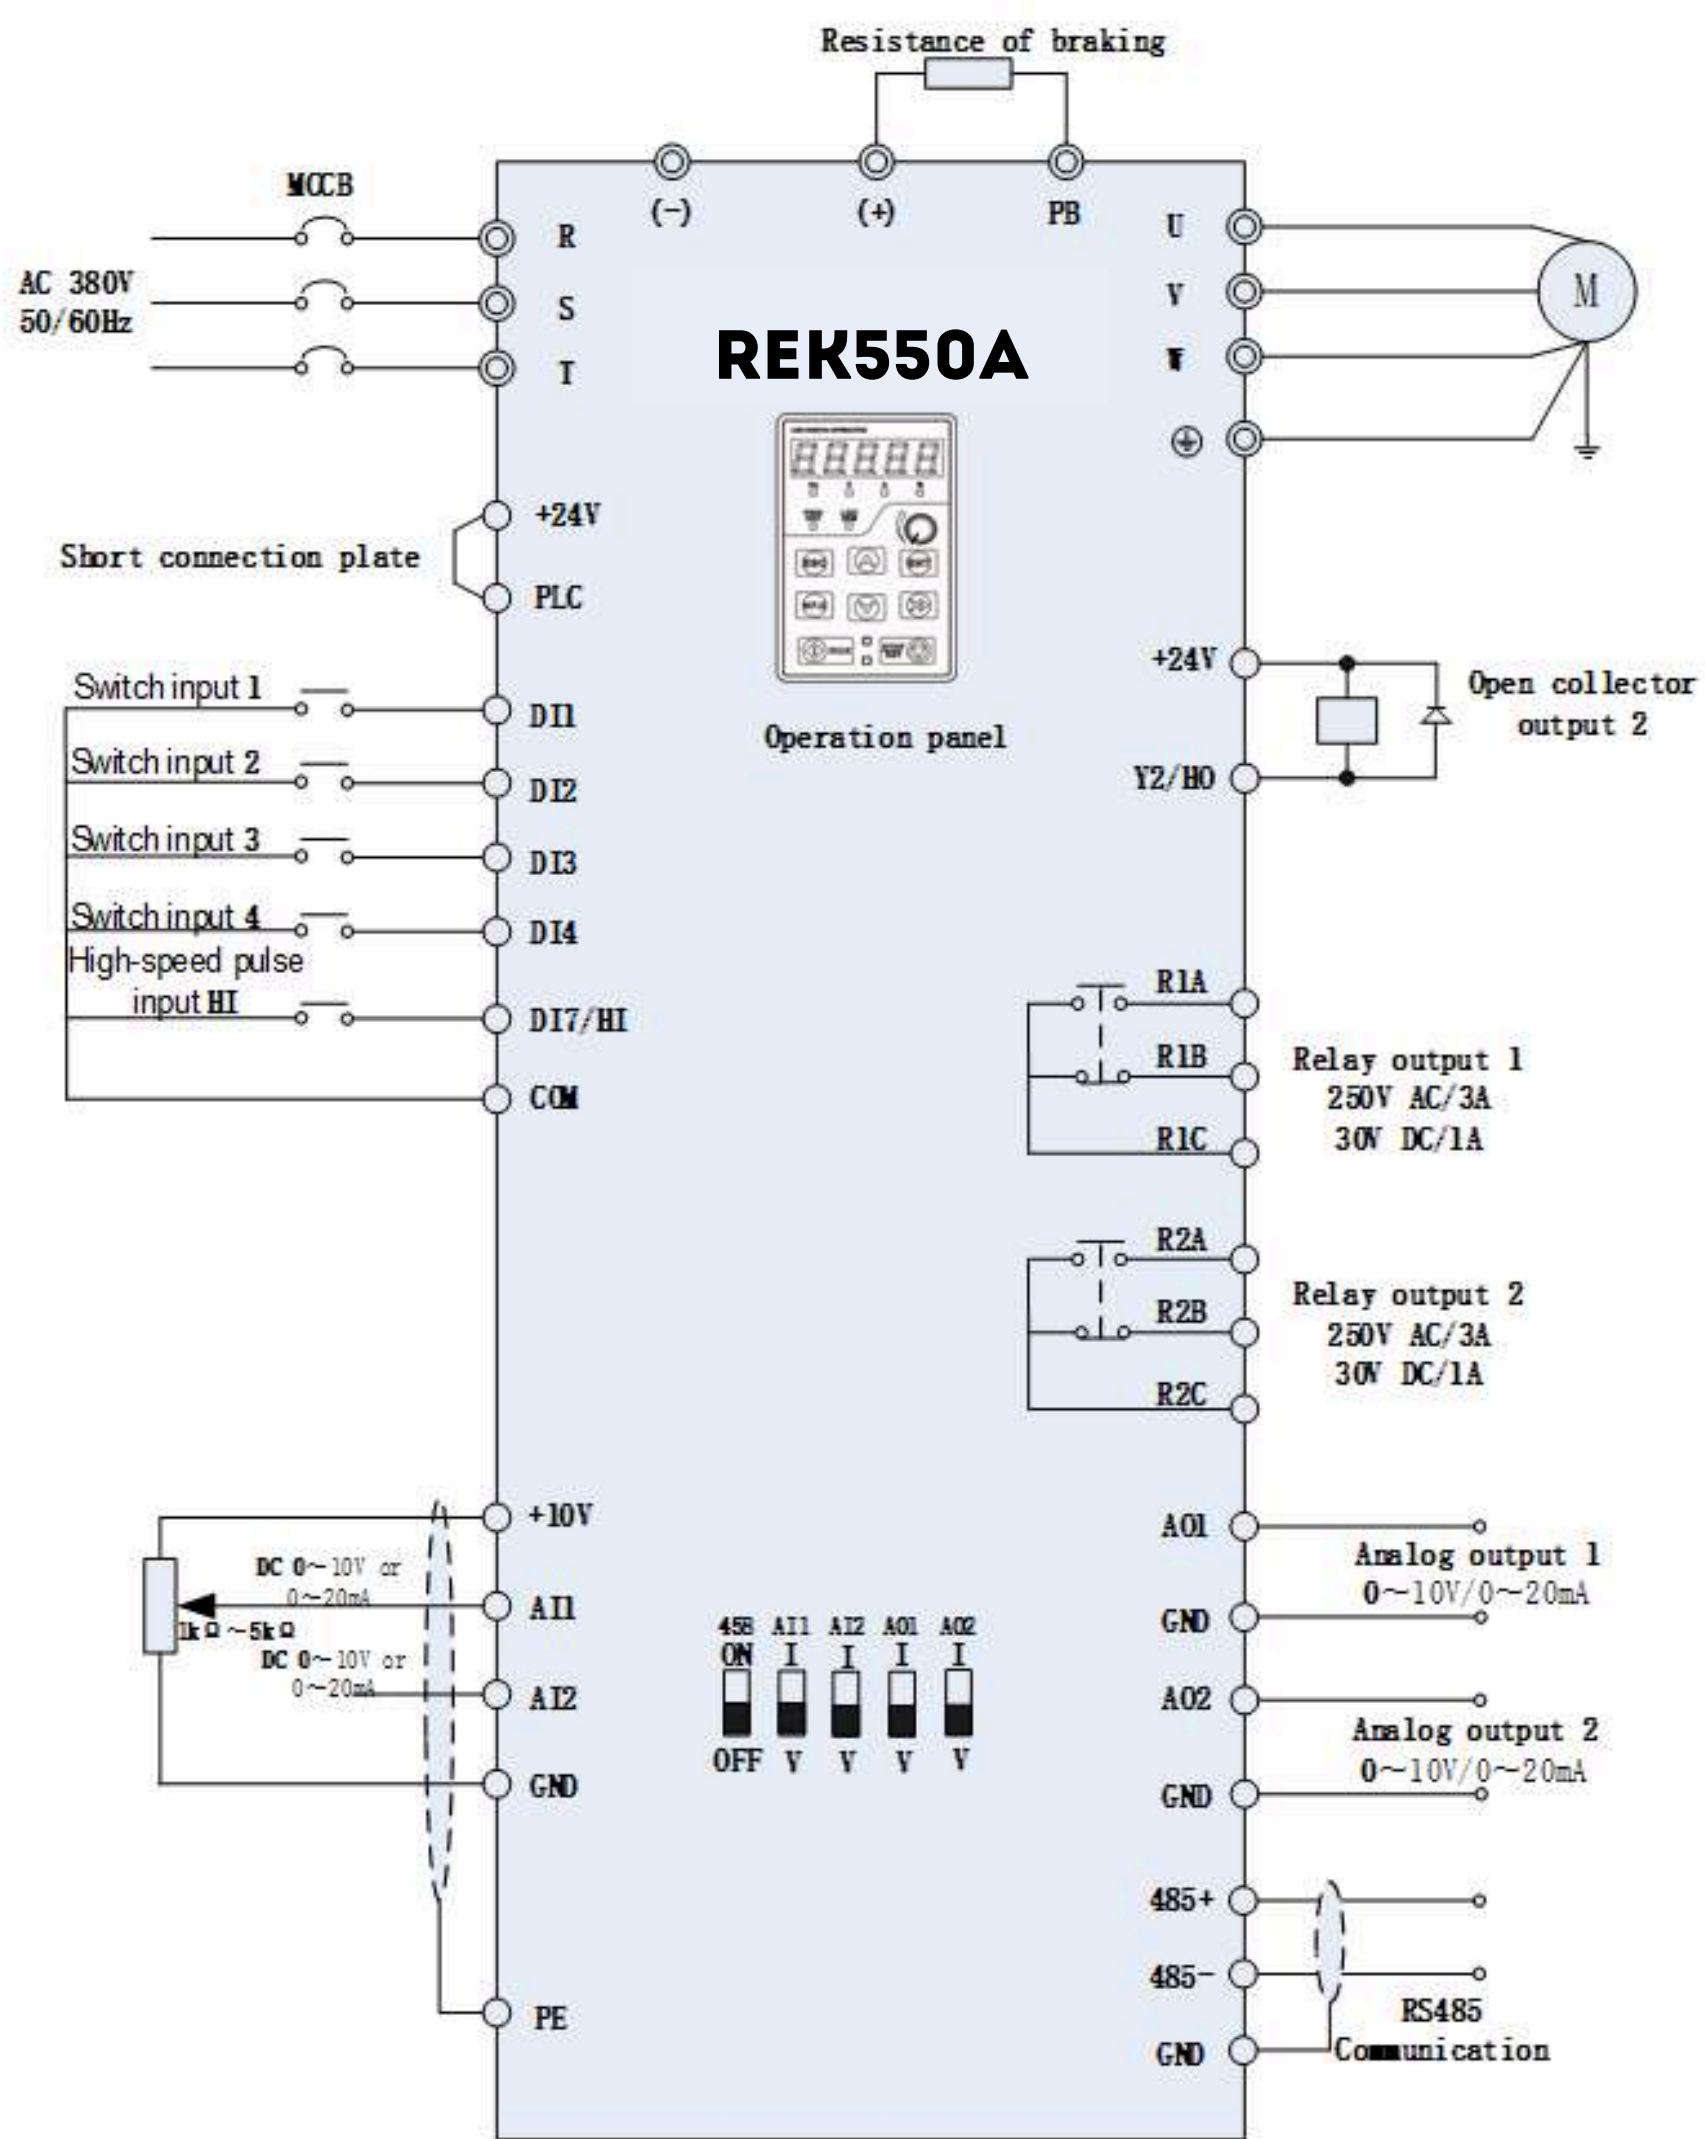 Resistance of braking
MCCB
(-)
(+)
PB
R
U
AC 380V
50/60Hz
S
V
M
T
W
REK550A
+24V
Short connection plate
PLC
+24V
Open collector
output 2
Y2/HO
Operation panel
Switch input 1
DI1
Switch input 2
DI2
Switch input 3
DI3
Switch input 4
DI4
High-speed pulse
input HI
DI7/HI
COM
R1A
R1B
R1C
Relay output 1
250V AC/3A
30V DC/1A
R2A
R2B
R2C
Relay output 2
250V AC/3A
30V DC/1A
+10V
DC 0~10V or
0~20mA
AI1
1kΩ~5kΩ
DC 0~10V or
0~20mA
AI2
GND
PE
458 AI1 AI2 AO1 AO2
ON I I I I
OFF V V V V
AO1
Analog output 1
0~10V/0~20mA
GND
AO2
Analog output 2
0~10V/0~20mA
GND
485+
485-
RS485
Communication
GND